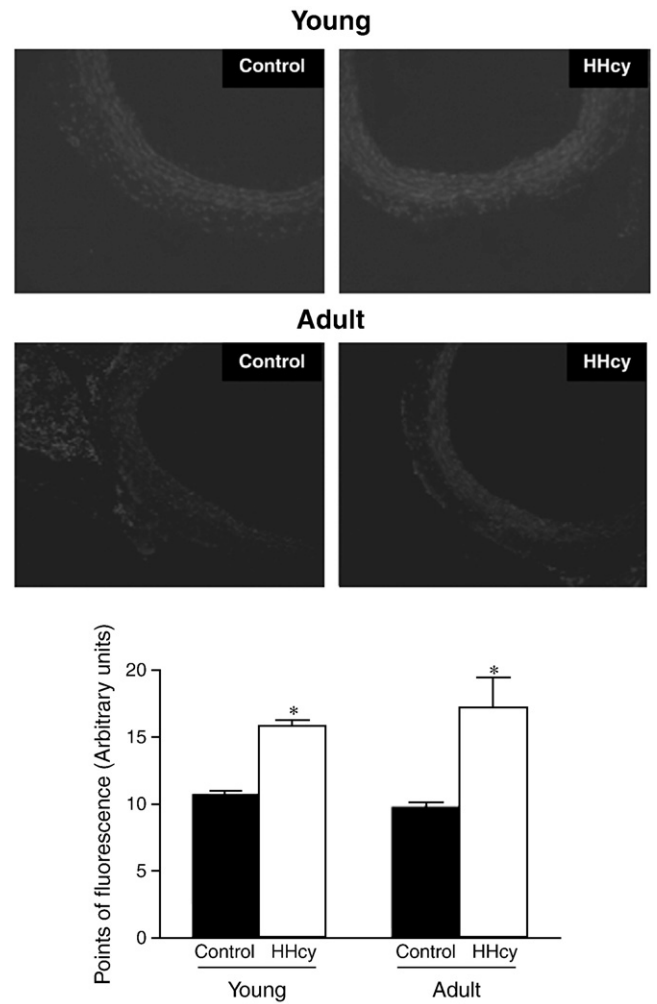 Young
Control
HHcy
Adult
Control
HHcy
Points of fluorescence (Arbitrary units)
20
15
10
5
0
*
*
Control HHcy Control HHcy
Young Adult